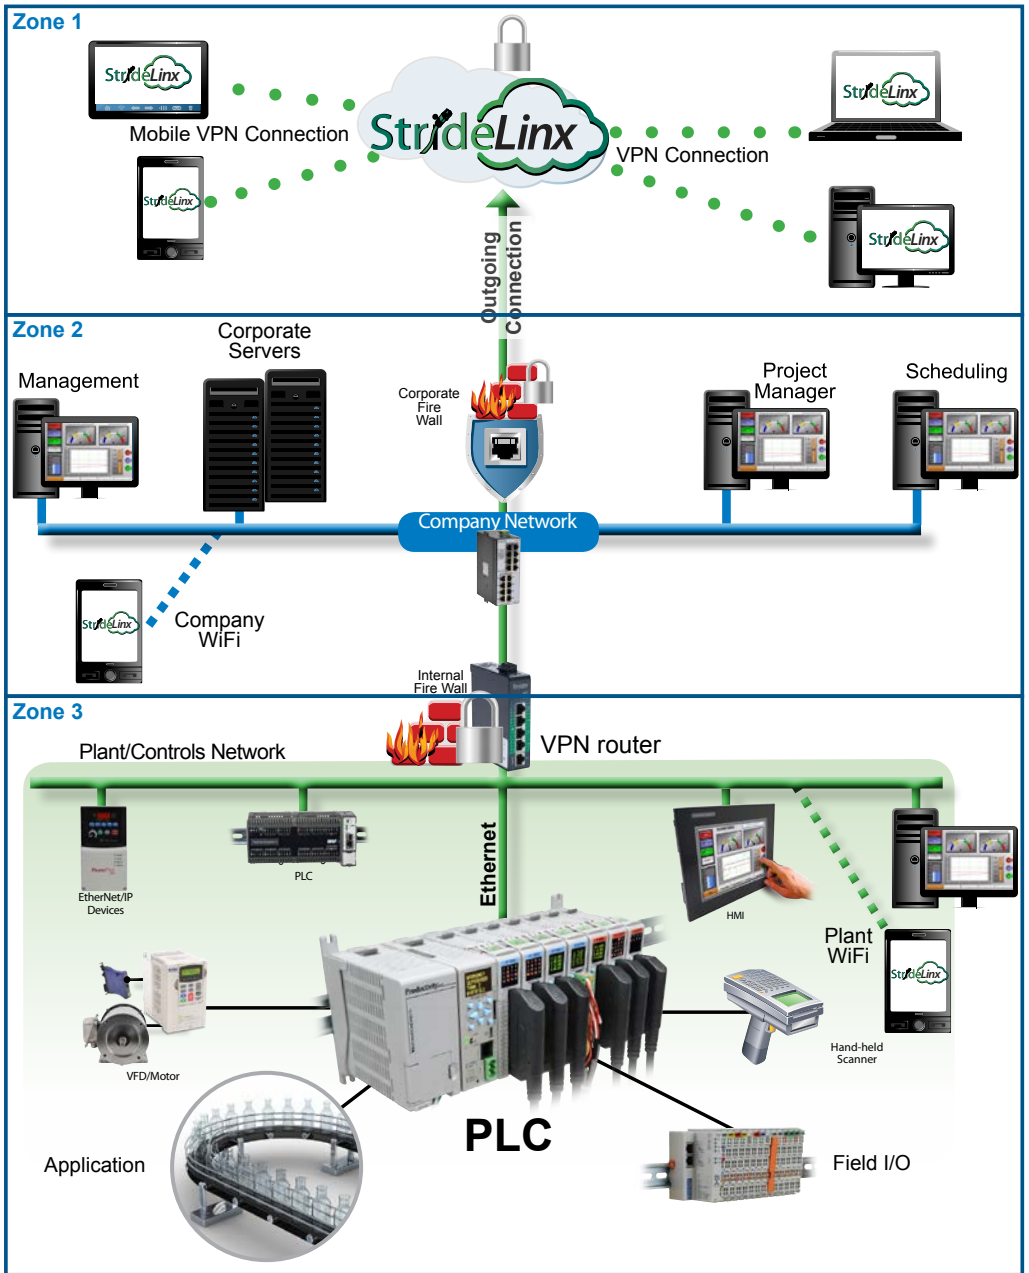 Zone 1
StrideLinx
StrideLinx
StrideLinx
Mobile VPN Connection
VPN Connection
StrideLinx
StrideLinx
Outgoing
Connection
Zone 2
Corporate
Servers
Management
Corporate
Fire
Wall
Project
Manager
Scheduling
Company Network
StrideLinx
Company
WiFi
Internal
Fire Wall
Zone 3
Plant/Controls Network
VPN router
Ethernet
EtherNet/IP
Devices
PLC
HMI
Plant
WiFi
StrideLinx
Productivity
VFD/Motor
Hand-held
Scanner
PLC
Application
Field I/O